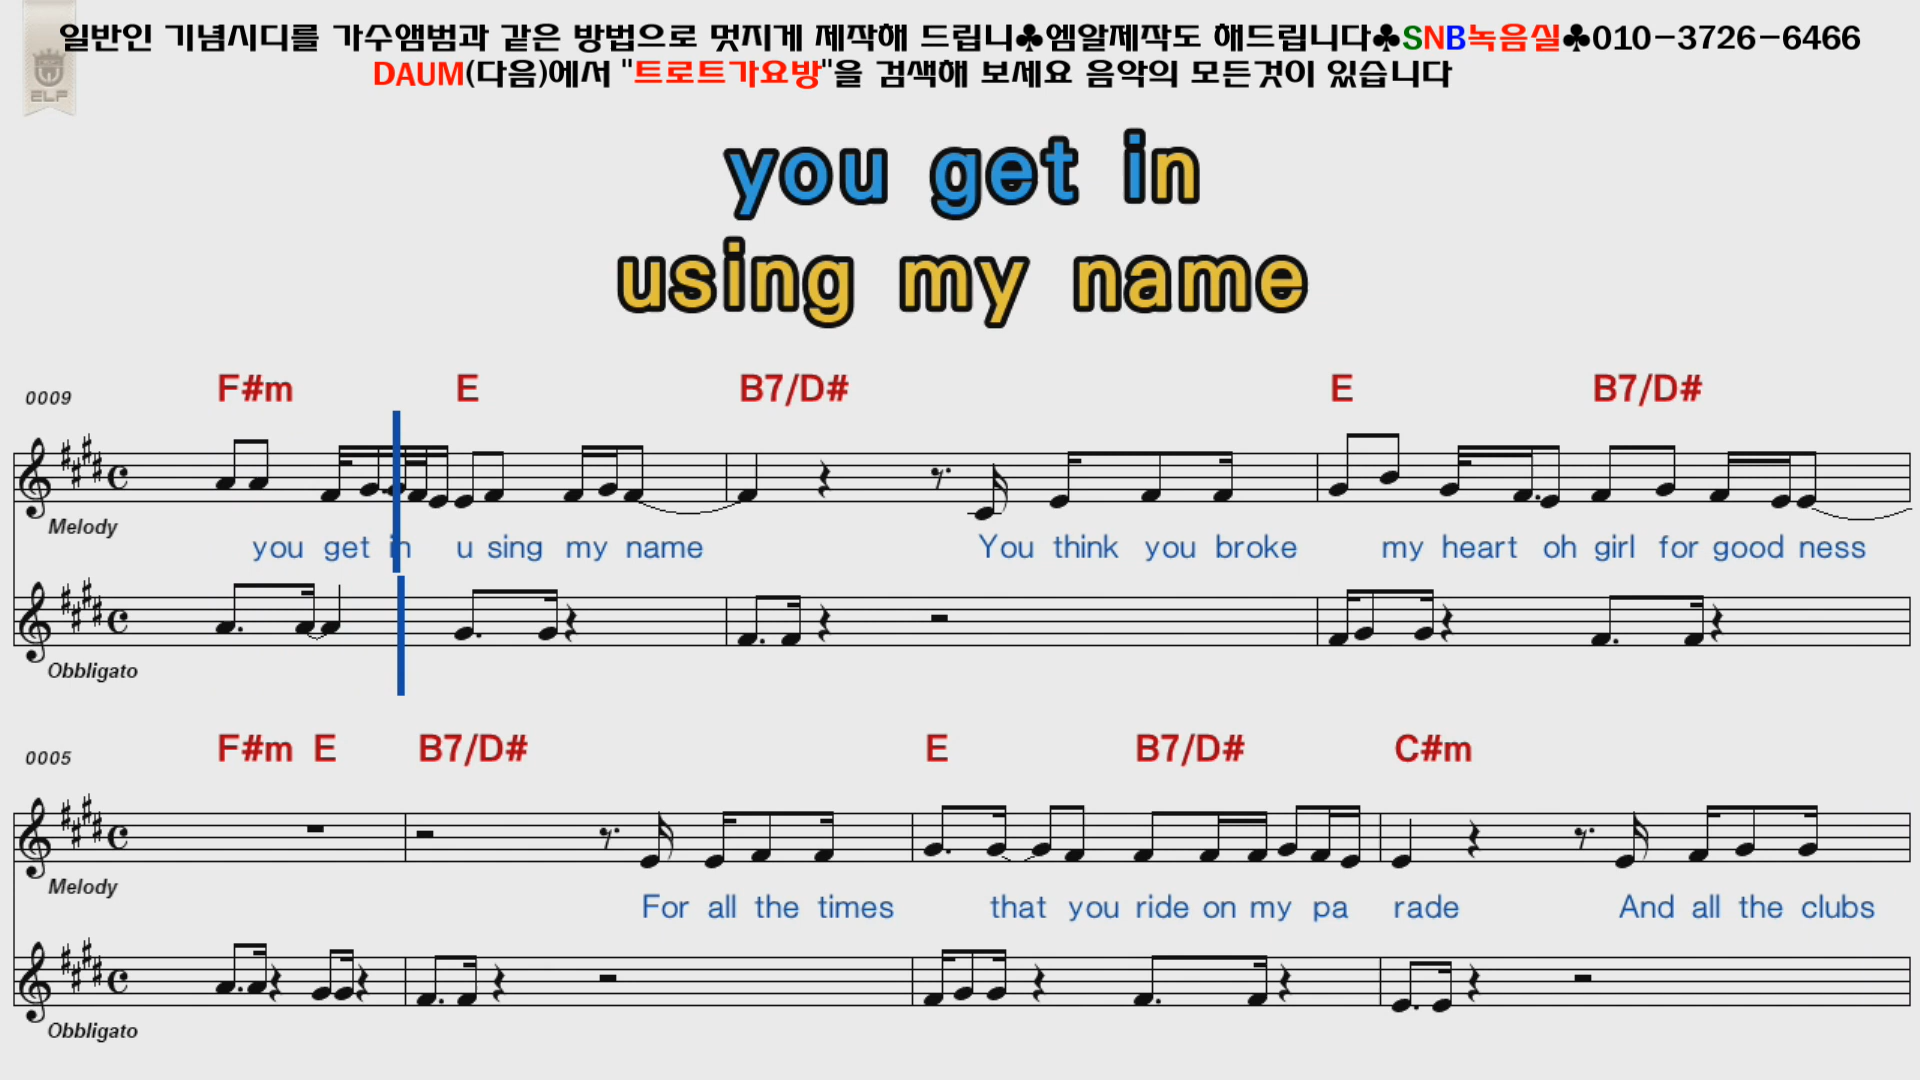 일반인 기념시디를 가수앰범과 같은 방법으로 멋지게 제작해 드립니♣엠알제작도 해드립니다♣SNB녹음실♣010-3726-6466
DAUM(다음)에서 "트로트가요방"을 검색해 보세요 음악의 모든것이 있습니다
ELF
you get in
using my name
0009 F#m E B7/D# E B7/D#
Melody
you get in u sing my name You think you broke my heart oh girl for good ness
Obbligato
0005 F#m E B7/D# E B7/D# C#m
Melody
For all the times that you ride on my pa rade And all the clubs
Obbligato